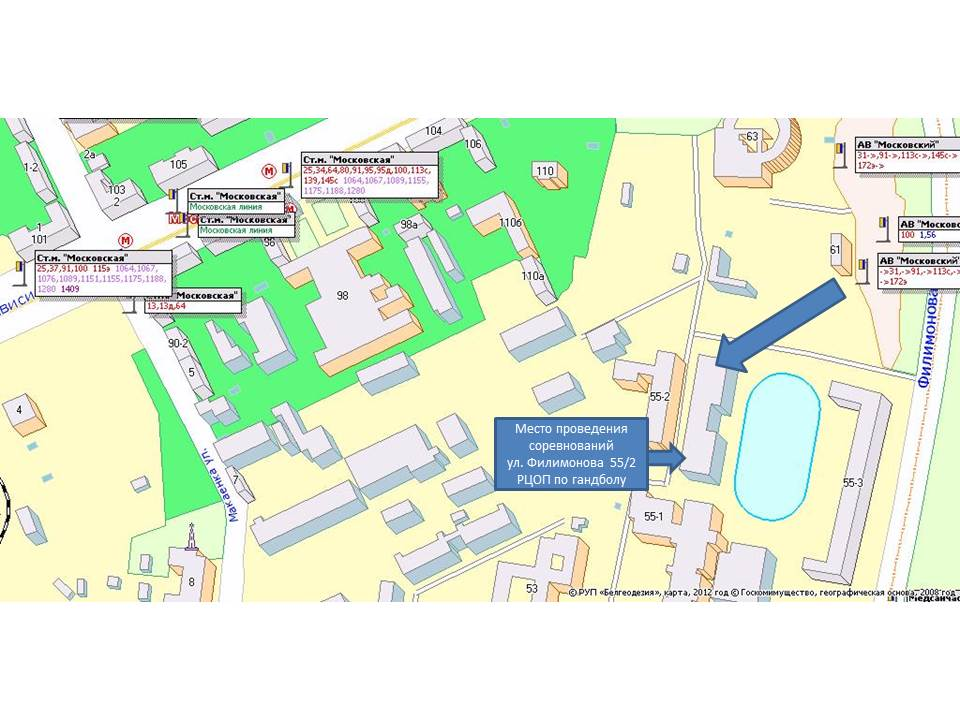 104
106
1-2
2а
105
103
2
1
101
Ст.м. "Московская"
25,34,64,80,91,95,95д,100,113с,
139,145с 1064,1067,1089,1155,
1175,1188,1280
110
63
АВ "Московский"
31->,91->,113с->,145с->
172э->
Ст.м. "Московская"
Московская линия
Ст.м. "Московская"
Московская линия
96
98а
110б
АВ "Московс
100 1,56
61
Ст.м. "Московская"
25,37,91,100 115э 1064,1067,
1076,1089,1151,1155,1175,1188,
1280 1409
АВ "Московский"
->31,->91,->113с,-
->172э
110а
98
"Московская"
13,13д,64
90-2
5
Филимонова
4
55-2
Место проведения
соревнований
ул. Филимонова 55/2
РЦОП по гандболу
Макаенка ул.
7
55-3
55-1
8
53
© РУП «Белгеодезия», карта, 2012 год © Госкомимущество, географическая основа, 2008 год